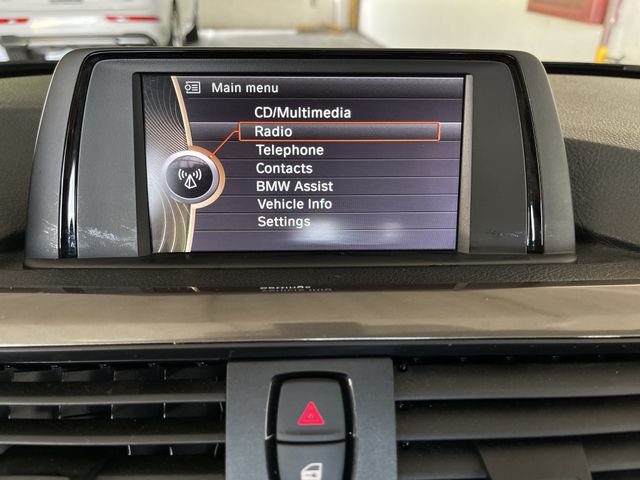 Main menu
CD/Multimedia
Radio
Telephone
Contacts
BMW Assist
Vehicle Info
Settings